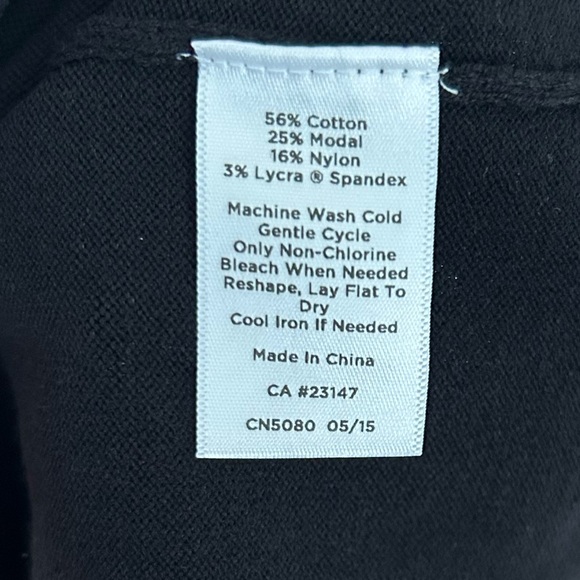 56% Cotton
25% Modal
16% Nylon
3% Lycra ® Spandex
Machine Wash Cold
Gentle Cycle
Only Non-Chlorine
Bleach When Needed
Reshape, Lay Flat To
Dry
Cool Iron If Needed
Made In China
CA #23147
CN5080 05/15